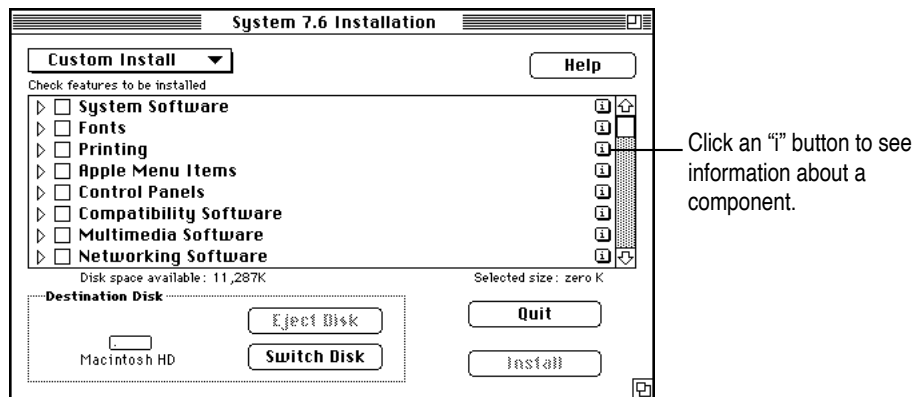 System 7.6 Installation
Custom Install
Help
Check features to be installed
System Software
Fonts
Printing
Apple Menu Items
Control Panels
Compatibility Software
Multimedia Software
Networking Software
Disk space available: 11,287K
Selected size: zero K
Destination Disk
Eject Disk
Quit
Macintosh HD
Switch Disk
Install
Click an “i” button to see
information about a
component.